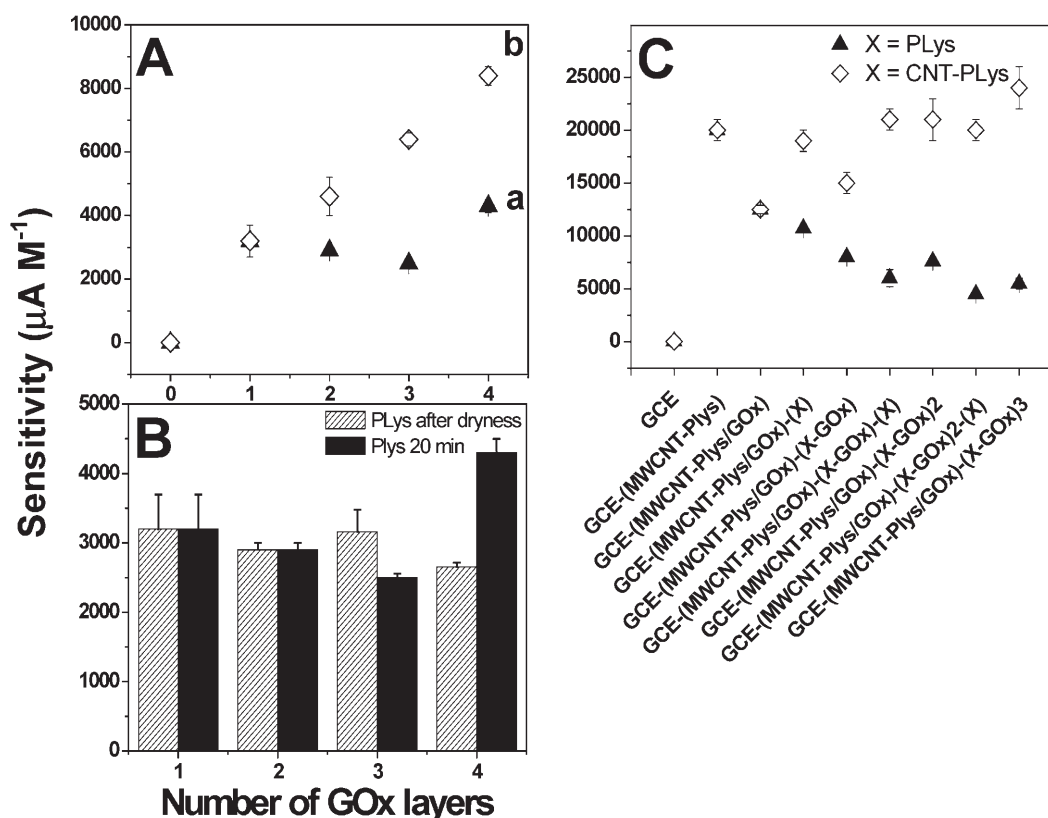 Sensitivity (µA M⁻¹)
A
b
a
10000
8000
6000
4000
2000
0
0 1 2 3 4
B
PLys after dryness
Plys 20 min
5000
4000
3000
2000
1000
0
1 2 3 4
Number of GOx layers
C
X = PLys
X = CNT-PLys
25000
20000
15000
10000
5000
0
GCE
GCE-(MWCNT-Plys)
GCE-(MWCNT-Plys/GOx)
GCE-(MWCNT-Plys/GOx)-(X)
GCE-(MWCNT-Plys/GOx)-(X-GOx)
GCE-(MWCNT-Plys/GOx)-(X-GOx)-(X)
GCE-(MWCNT-Plys/GOx)-(X-GOx)2
GCE-(MWCNT-Plys/GOx)-(X-GOx)2-(X)
GCE-(MWCNT-Plys/GOx)-(X-GOx)3